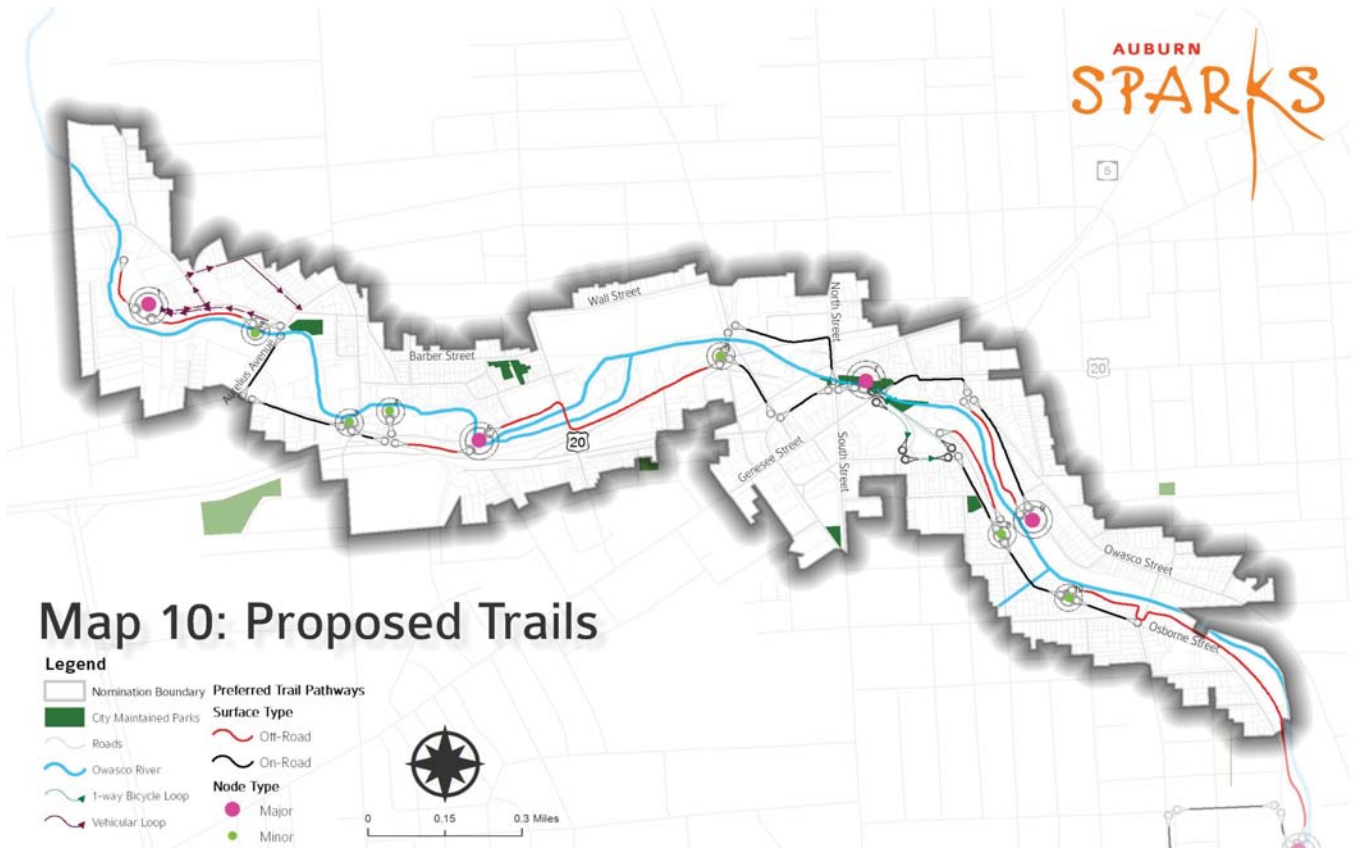 AUBURN
SPARKS
5
20
Wall Street
North Street
Barber Street
Aurelius Avenue
20
Genesee Street
South Street
Owasco Street
Osborne Street
Map 10: Proposed Trails
Legend
Nomination Boundary
City Maintained Parks
Roads
Owasco River
1-way Bicycle Loop
Vehicular Loop
Preferred Trail Pathways
Surface Type
Off-Road
On-Road
Node Type
Major
Minor
0 0.15 0.3 Miles